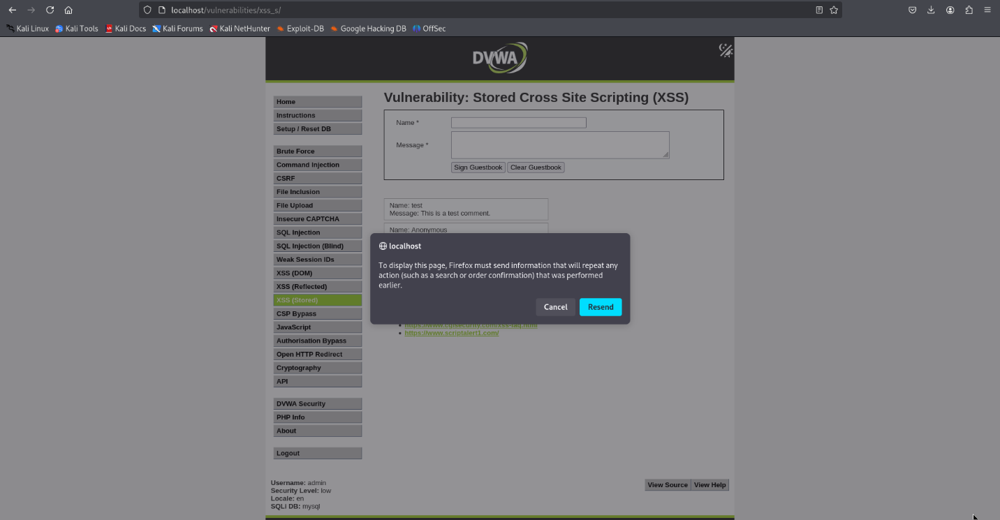 localhost/vulnerabilities/xss_s/
Kali Linux Kali Tools Kali Docs Kali Forums Kali NetHunter Exploit-DB Google Hacking DB OffSec
DVWA
Home
Instructions
Setup / Reset DB
Brute Force
Command Injection
CSRF
File Inclusion
File Upload
Insecure CAPTCHA
SQL Injection
SQL Injection (Blind)
Weak Session IDs
XSS (DOM)
XSS (Reflected)
XSS (Stored)
CSP Bypass
JavaScript
Authorisation Bypass
Open HTTP Redirect
Cryptography
API
DVWA Security
PHP Info
About
Logout
Vulnerability: Stored Cross Site Scripting (XSS)
Name *
Message *
Sign Guestbook Clear Guestbook
Name: test
Message: This is a test comment.
Name: Anonymous
localhost
To display this page, Firefox must send information that will repeat any
action (such as a search or order confirmation) that was performed
earlier.
Cancel Resend
https://www.cgisecurity.com/xss-faq.html
https://www.scriptalert1.com/
Username: admin
Security Level: low
Locale: en
SQLi DB: mysql
View Source View Help